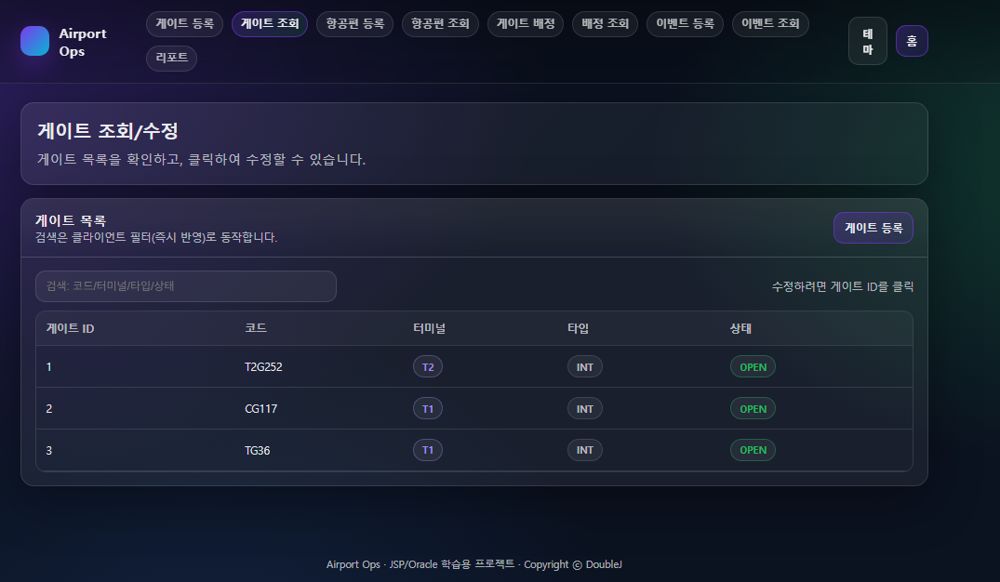 Airport
Ops
게이트 등록 게이트 조회 항공편 등록 항공편 조회 게이트 배정 배정 조회 이벤트 등록 이벤트 조회
리포트
테
마
홈
게이트 조회/수정
게이트 목록을 확인하고, 클릭하여 수정할 수 있습니다.
게이트 목록
검색은 클라이언트 필터(즉시 반영)로 동작합니다.
게이트 등록
검색: 코드/터미널/타입/상태
수정하려면 게이트 ID를 클릭
게이트 ID 코드 터미널 타입 상태
1 T2G252 T2 INT OPEN
2 CG117 T1 INT OPEN
3 TG36 T1 INT OPEN
Airport Ops · JSP/Oracle 학습용 프로젝트 · Copyright ⓒ DoubleJ